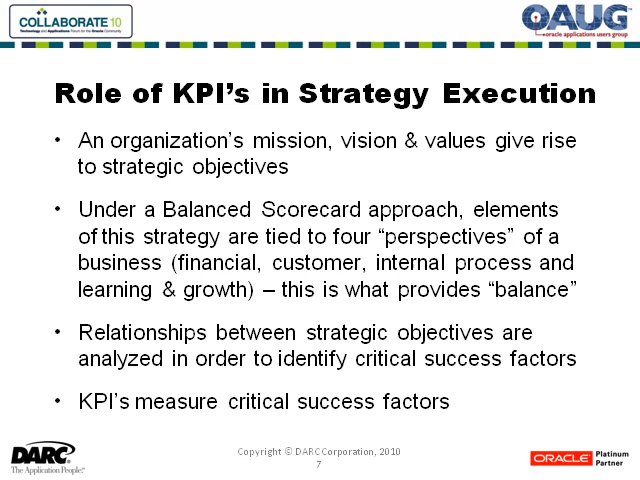 COLLABORATE 10
Technology and Applications Forum for the Oracle Community
OAUG™
oracle applications users group
Role of KPI’s in Strategy Execution
• An organization’s mission, vision & values give rise
to strategic objectives
• Under a Balanced Scorecard approach, elements
of this strategy are tied to four “perspectives” of a
business (financial, customer, internal process and
learning & growth) – this is what provides “balance”
• Relationships between strategic objectives are
analyzed in order to identify critical success factors
• KPI’s measure critical success factors
DARC
The Application People.®
Copyright © DARC Corporation, 2010
7
ORACLE
Platinum
Partner